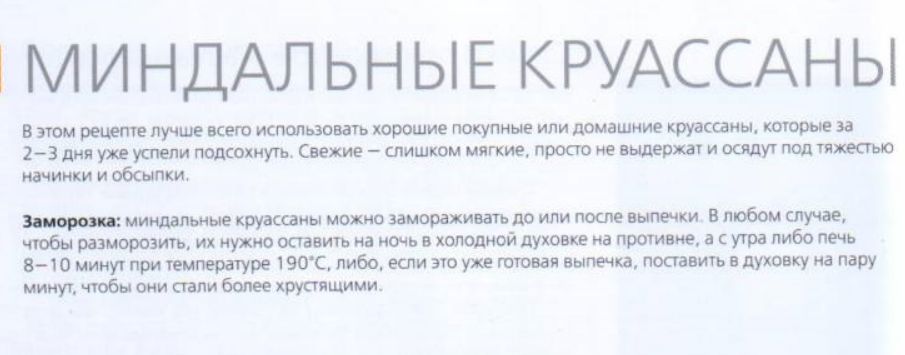 МИНДАЛЬНЫЕ КРУАССАНЫ
В этом рецепте лучше всего использовать хорошие покупные или домашние круассаны, которые за
2—3 дня уже успели подсохнуть. Свежие — слишком мягкие, просто не выдержат и осядут под тяжестью
начинки и обсыпки.
Заморозка: миндальные круассаны можно замораживать до или после выпечки. В любом случае,
чтобы разморозить, их нужно оставить на ночь в холодной духовке на противне, а с утра либо печь
8—10 минут при температуре 190°C, либо, если это уже готовая выпечка, поставить в духовку на пару
минут, чтобы они стали более хрустящими.